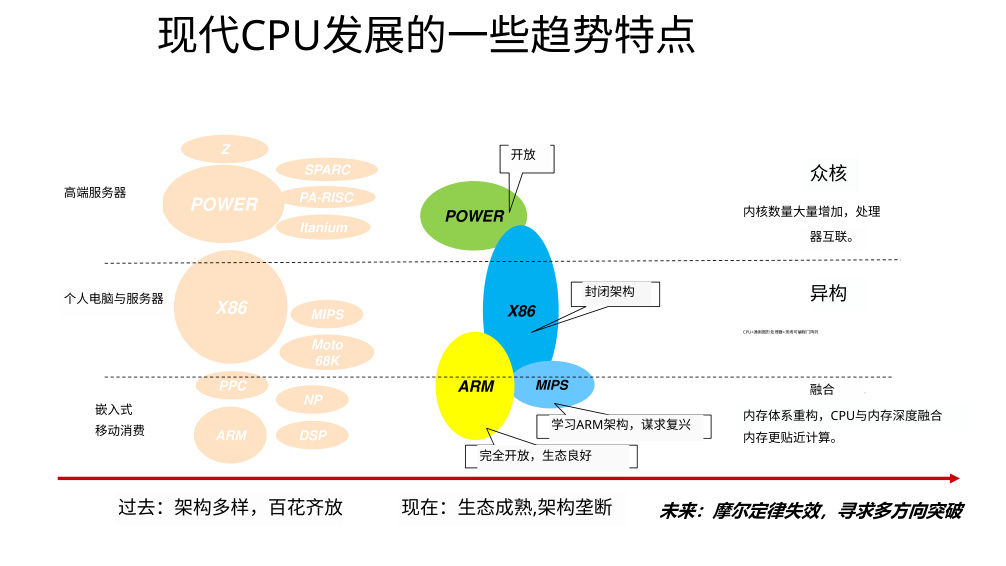 现代CPU发展的一些趋势特点
高端服务器
Z
POWER
SPARC
PA-RISC
Itanium
个人电脑与服务器
X86
MIPS
Moto
68K
嵌入式
移动消费
PPC
NP
ARM
DSP
开放
POWER
封闭架构
X86
ARM
MIPS
学习ARM架构，谋求复兴
完全开放，生态良好
众核
内核数量大量增加，处理
器互联。
异构
融合
内存体系重构，CPU与内存深度融合
内存更贴近计算。
过去：架构多样，百花齐放
现在：生态成熟,架构垄断
未来：摩尔定律失效，寻求多方向突破